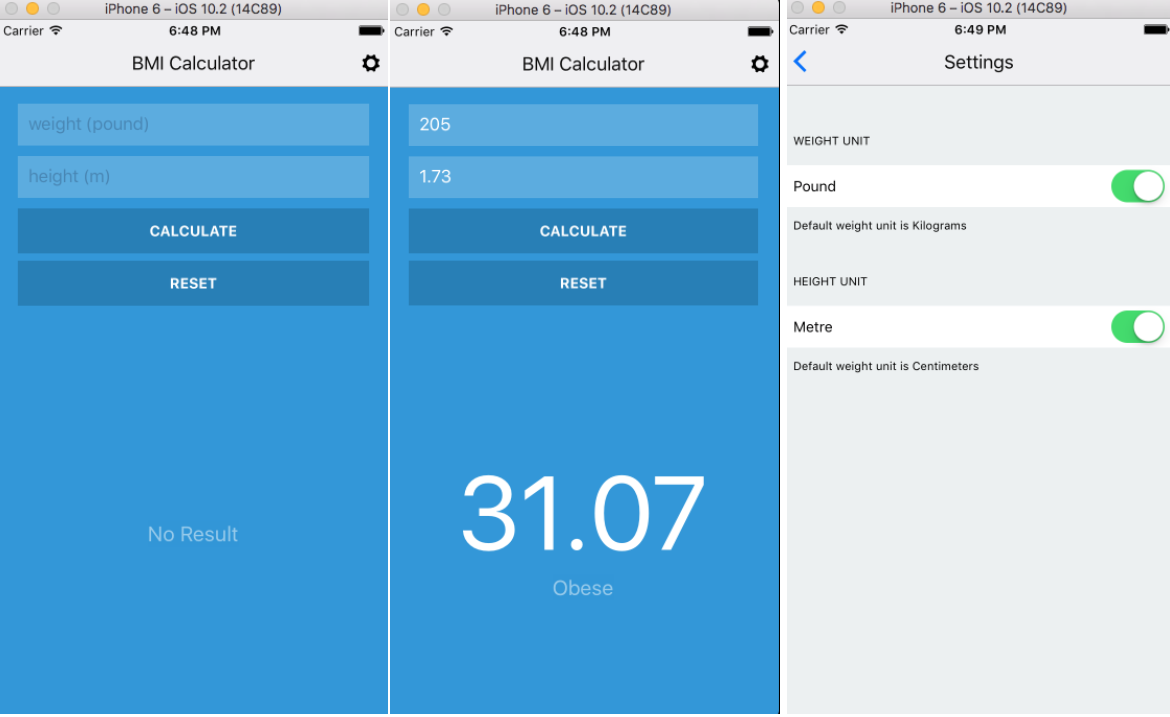 iPhone 6 – iOS 10.2 (14C89)
Carrier 6:48 PM
BMI Calculator
weight (pound)
height (m)
CALCULATE
RESET
No Result
iPhone 6 – iOS 10.2 (14C89)
Carrier 6:48 PM
BMI Calculator
205
1.73
CALCULATE
RESET
31.07
Obese
iPhone 6 – iOS 10.2 (14C89)
Carrier 6:49 PM
Settings
WEIGHT UNIT
Pound
Default weight unit is Kilograms
HEIGHT UNIT
Metre
Default weight unit is Centimeters